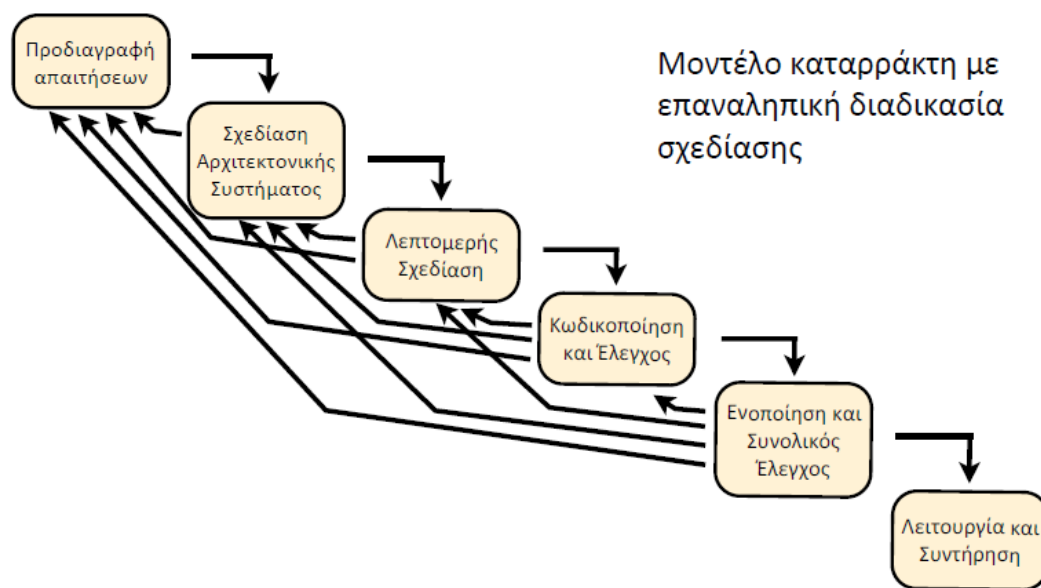 Προδιαγραφή
απαιτήσεων
Μοντέλο καταρράκτη με
επαναληπική διαδικασία
σχεδίασης
Σχεδίαση
Αρχιτεκτονικής
Συστήματος
Λεπτομερής
Σχεδίαση
Κωδικοποίηση
και Έλεγχος
Ενοποίηση και
Συνολικός
Έλεγχος
Λειτουργία και
Συντήρηση